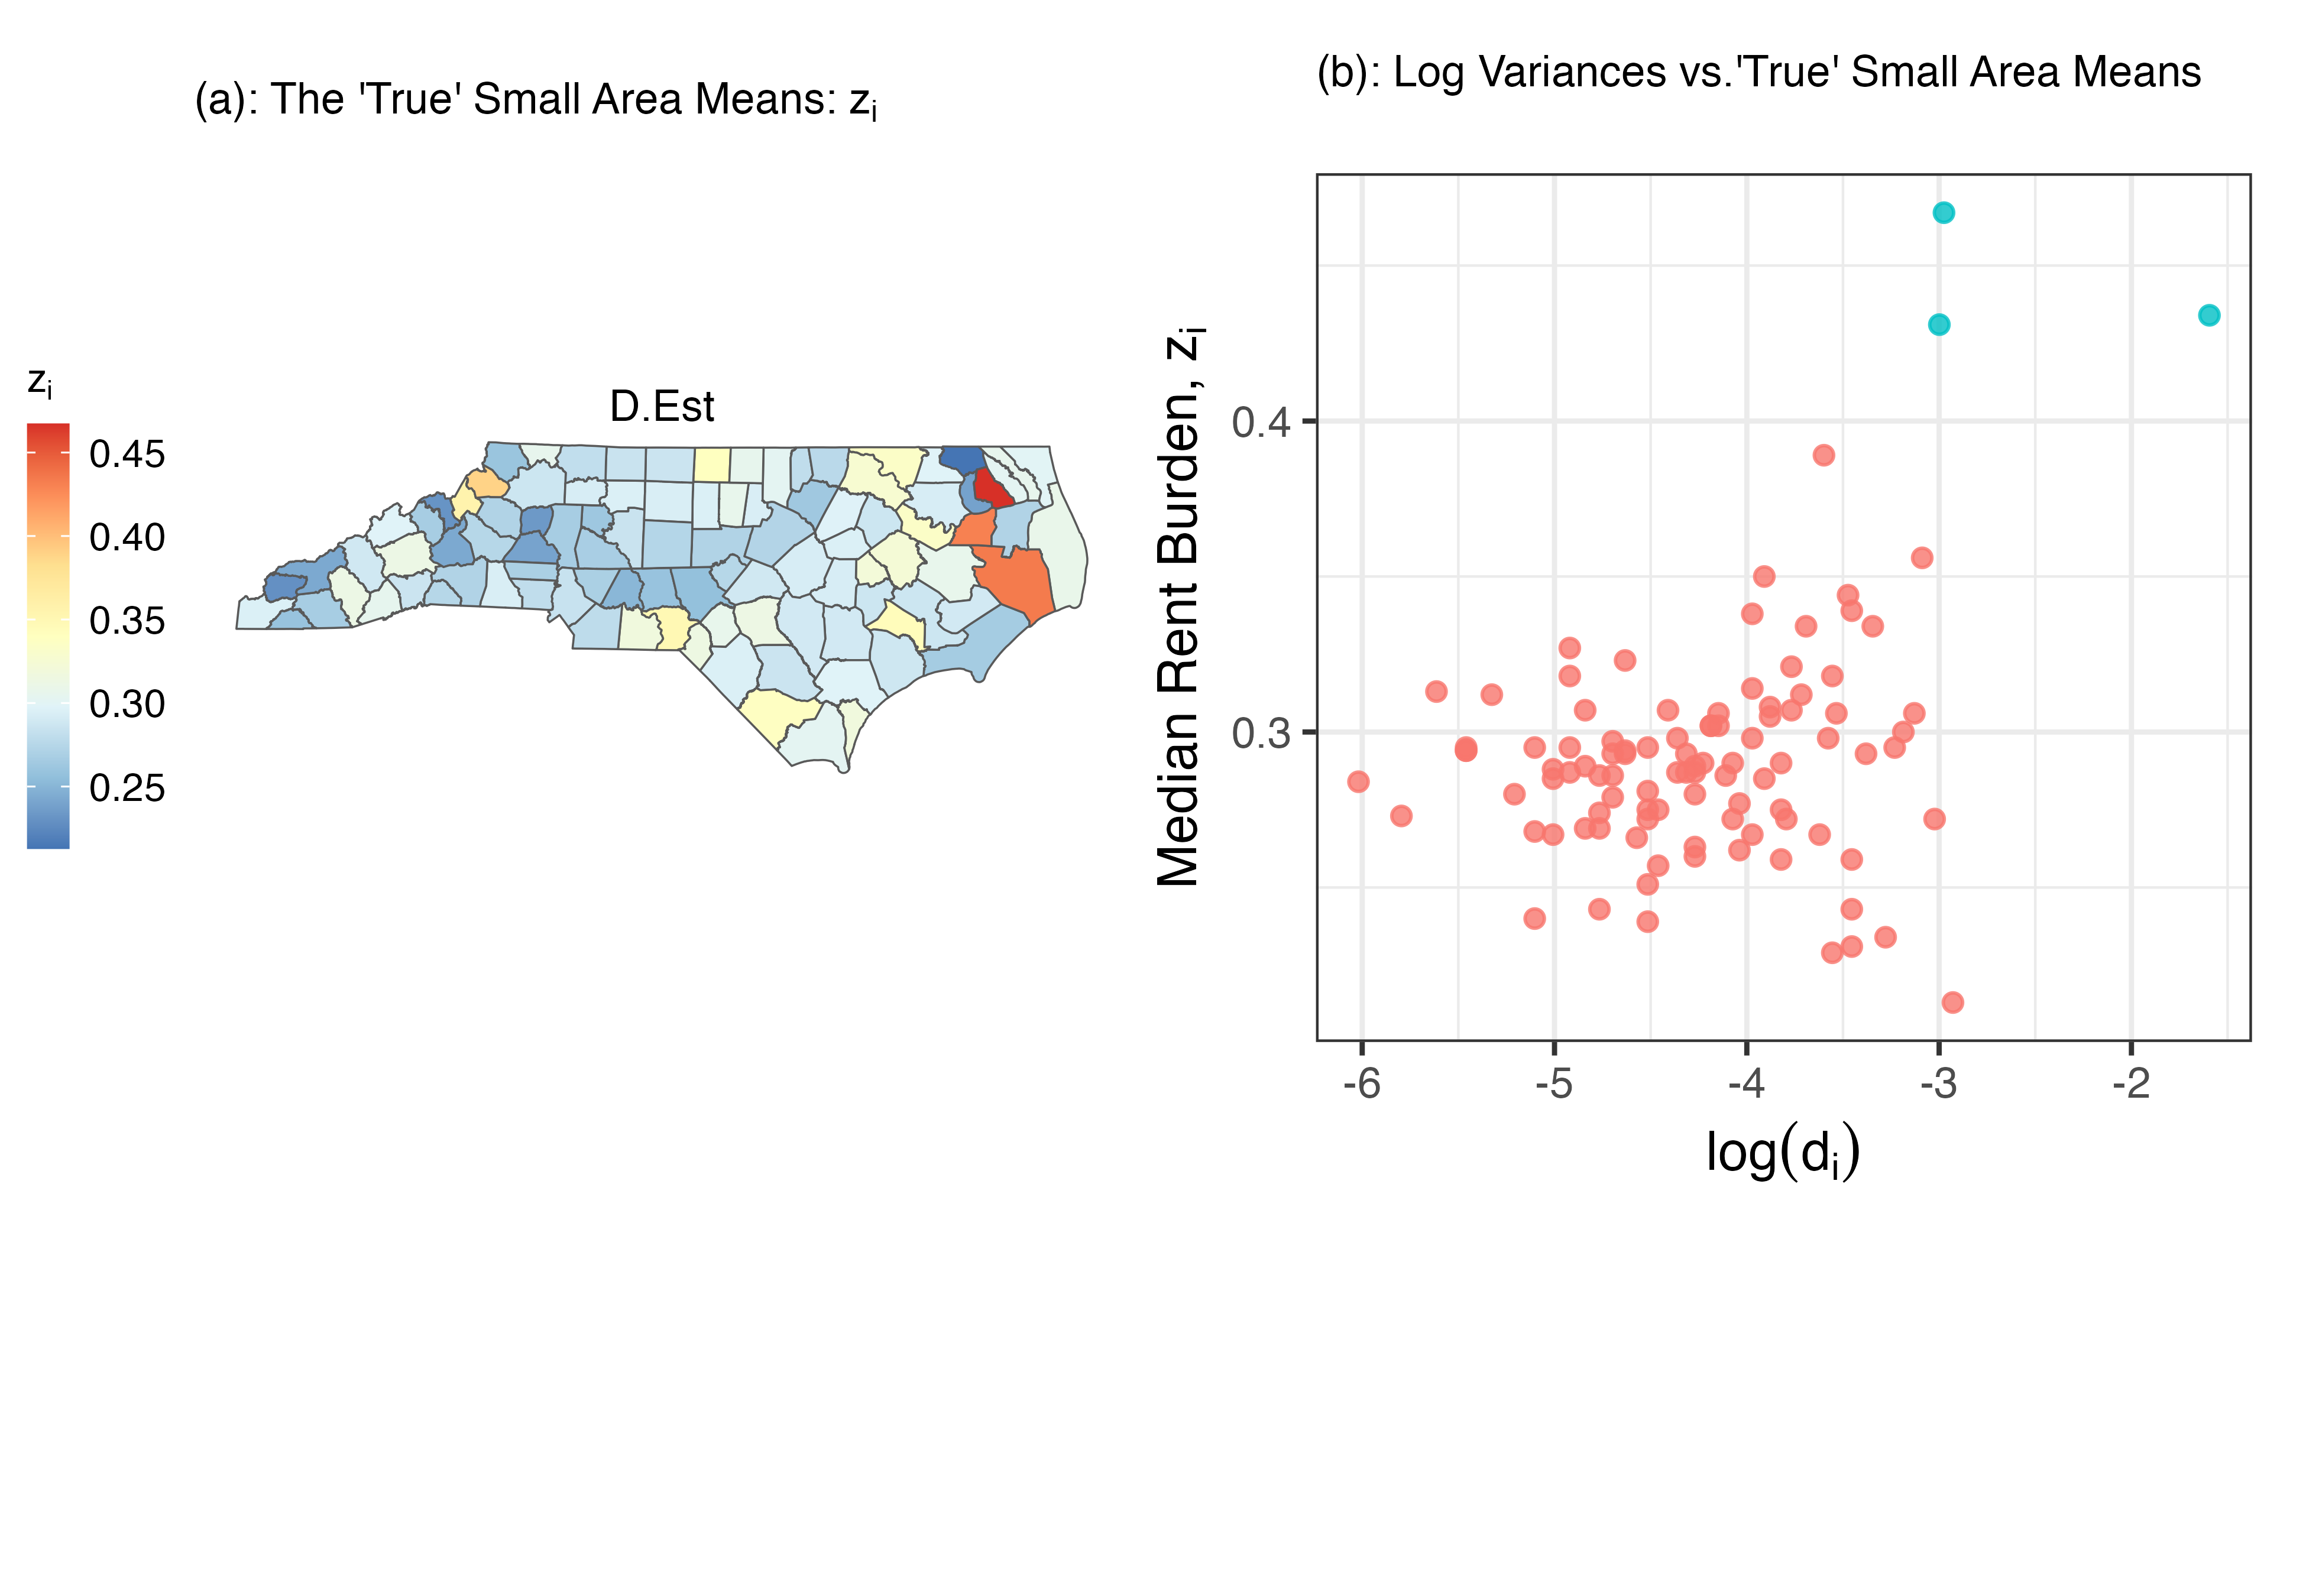 (a): The 'True' Small Area Means: zi
zi
0.45
0.40
0.35
0.30
0.25
D.Est
(b): Log Variances vs.'True' Small Area Means
Median Rent Burden, zi
0.4
0.3
-6 -5 -4 -3 -2
log(di)